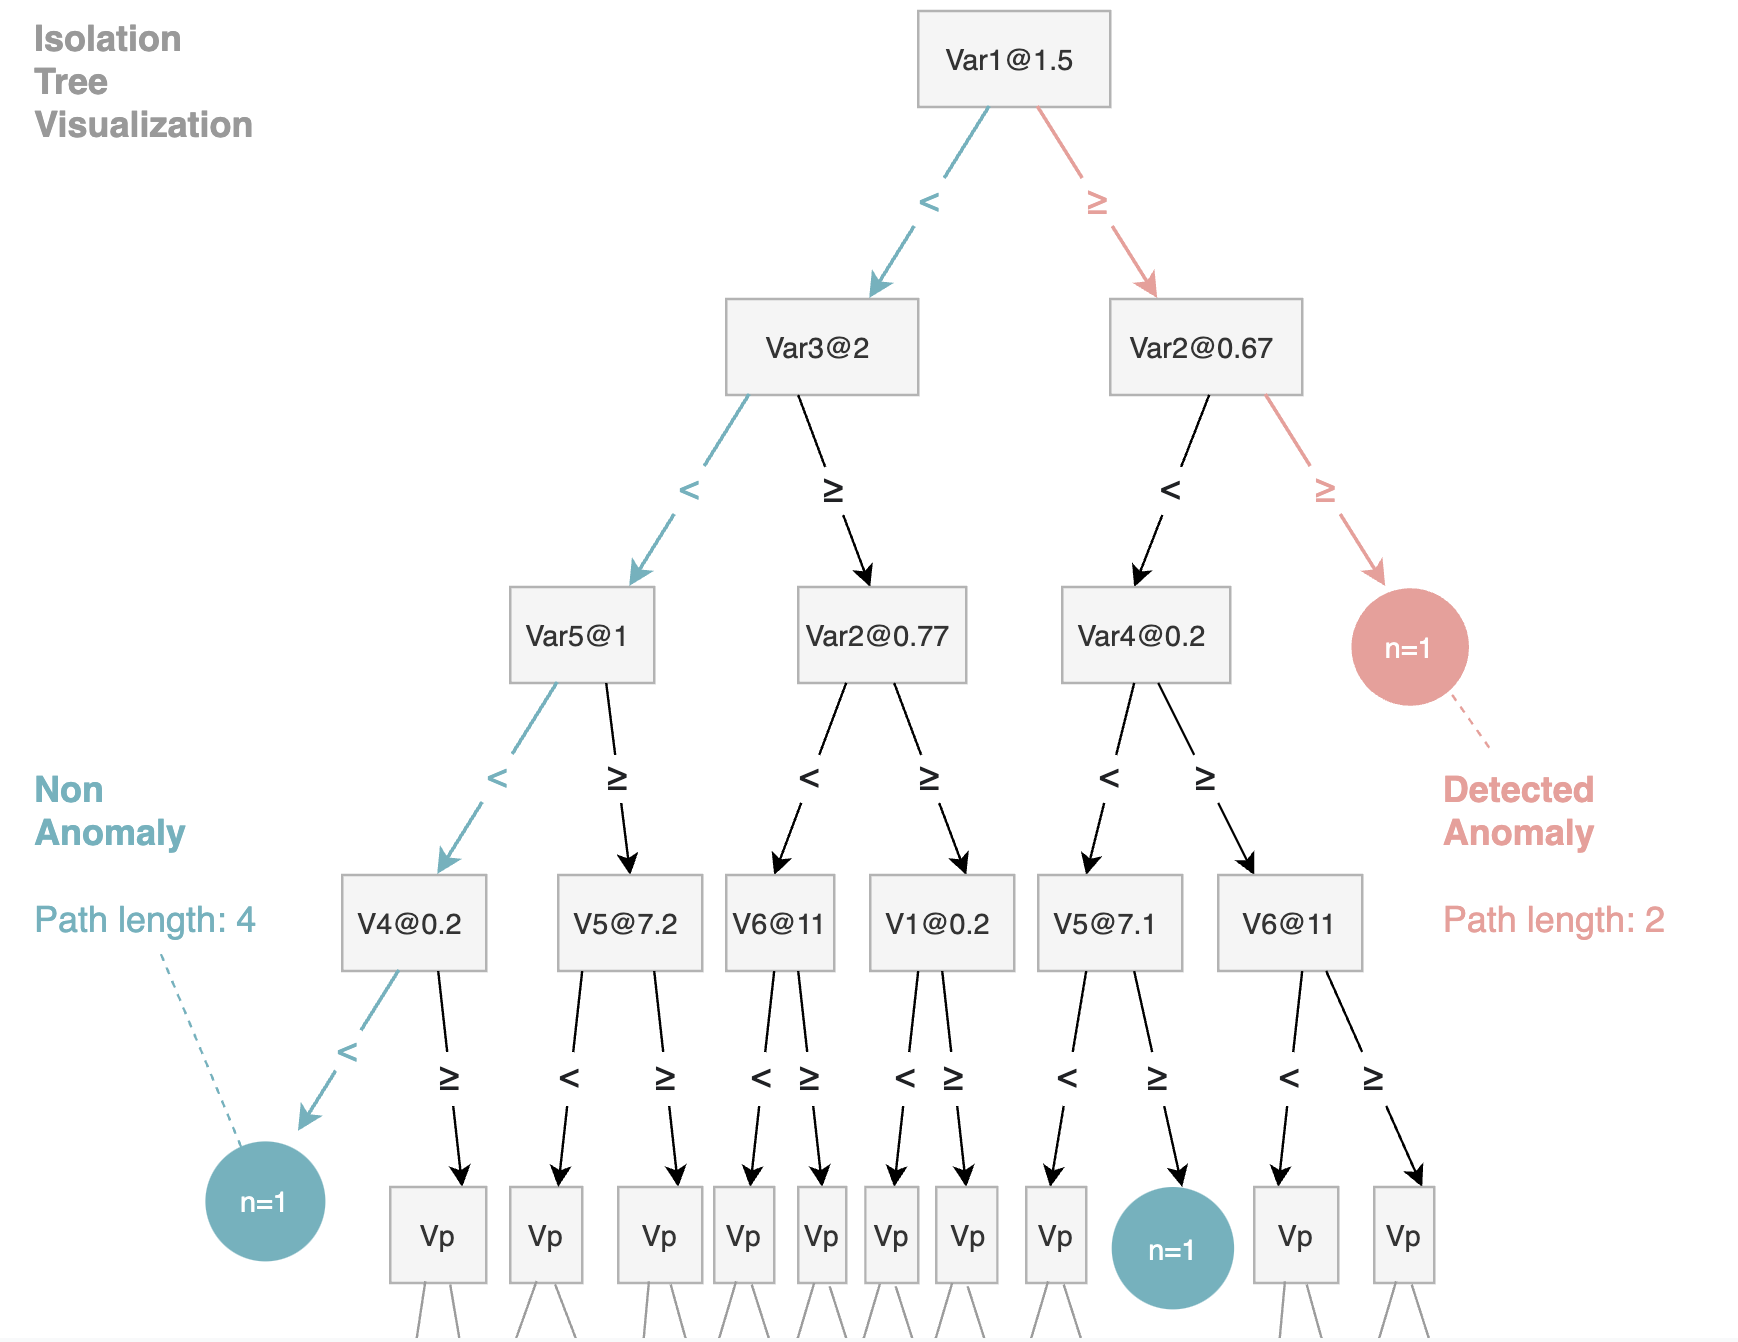 Isolation
Tree
Visualization
Var1@1.5
<
≥
Var3@2
Var2@0.67
<
≥
<
≥
Var5@1
Var2@0.77
Var4@0.2
n=1
<
≥
<
≥
<
≥
Non
Anomaly
Path length: 4
Detected
Anomaly
Path length: 2
V4@0.2
V5@7.2
V6@11
V1@0.2
V5@7.1
V6@11
<
≥
<
≥
<
≥
<
≥
<
≥
<
≥
n=1
Vp
Vp
Vp
Vp
Vp
Vp
Vp
Vp
n=1
Vp
Vp